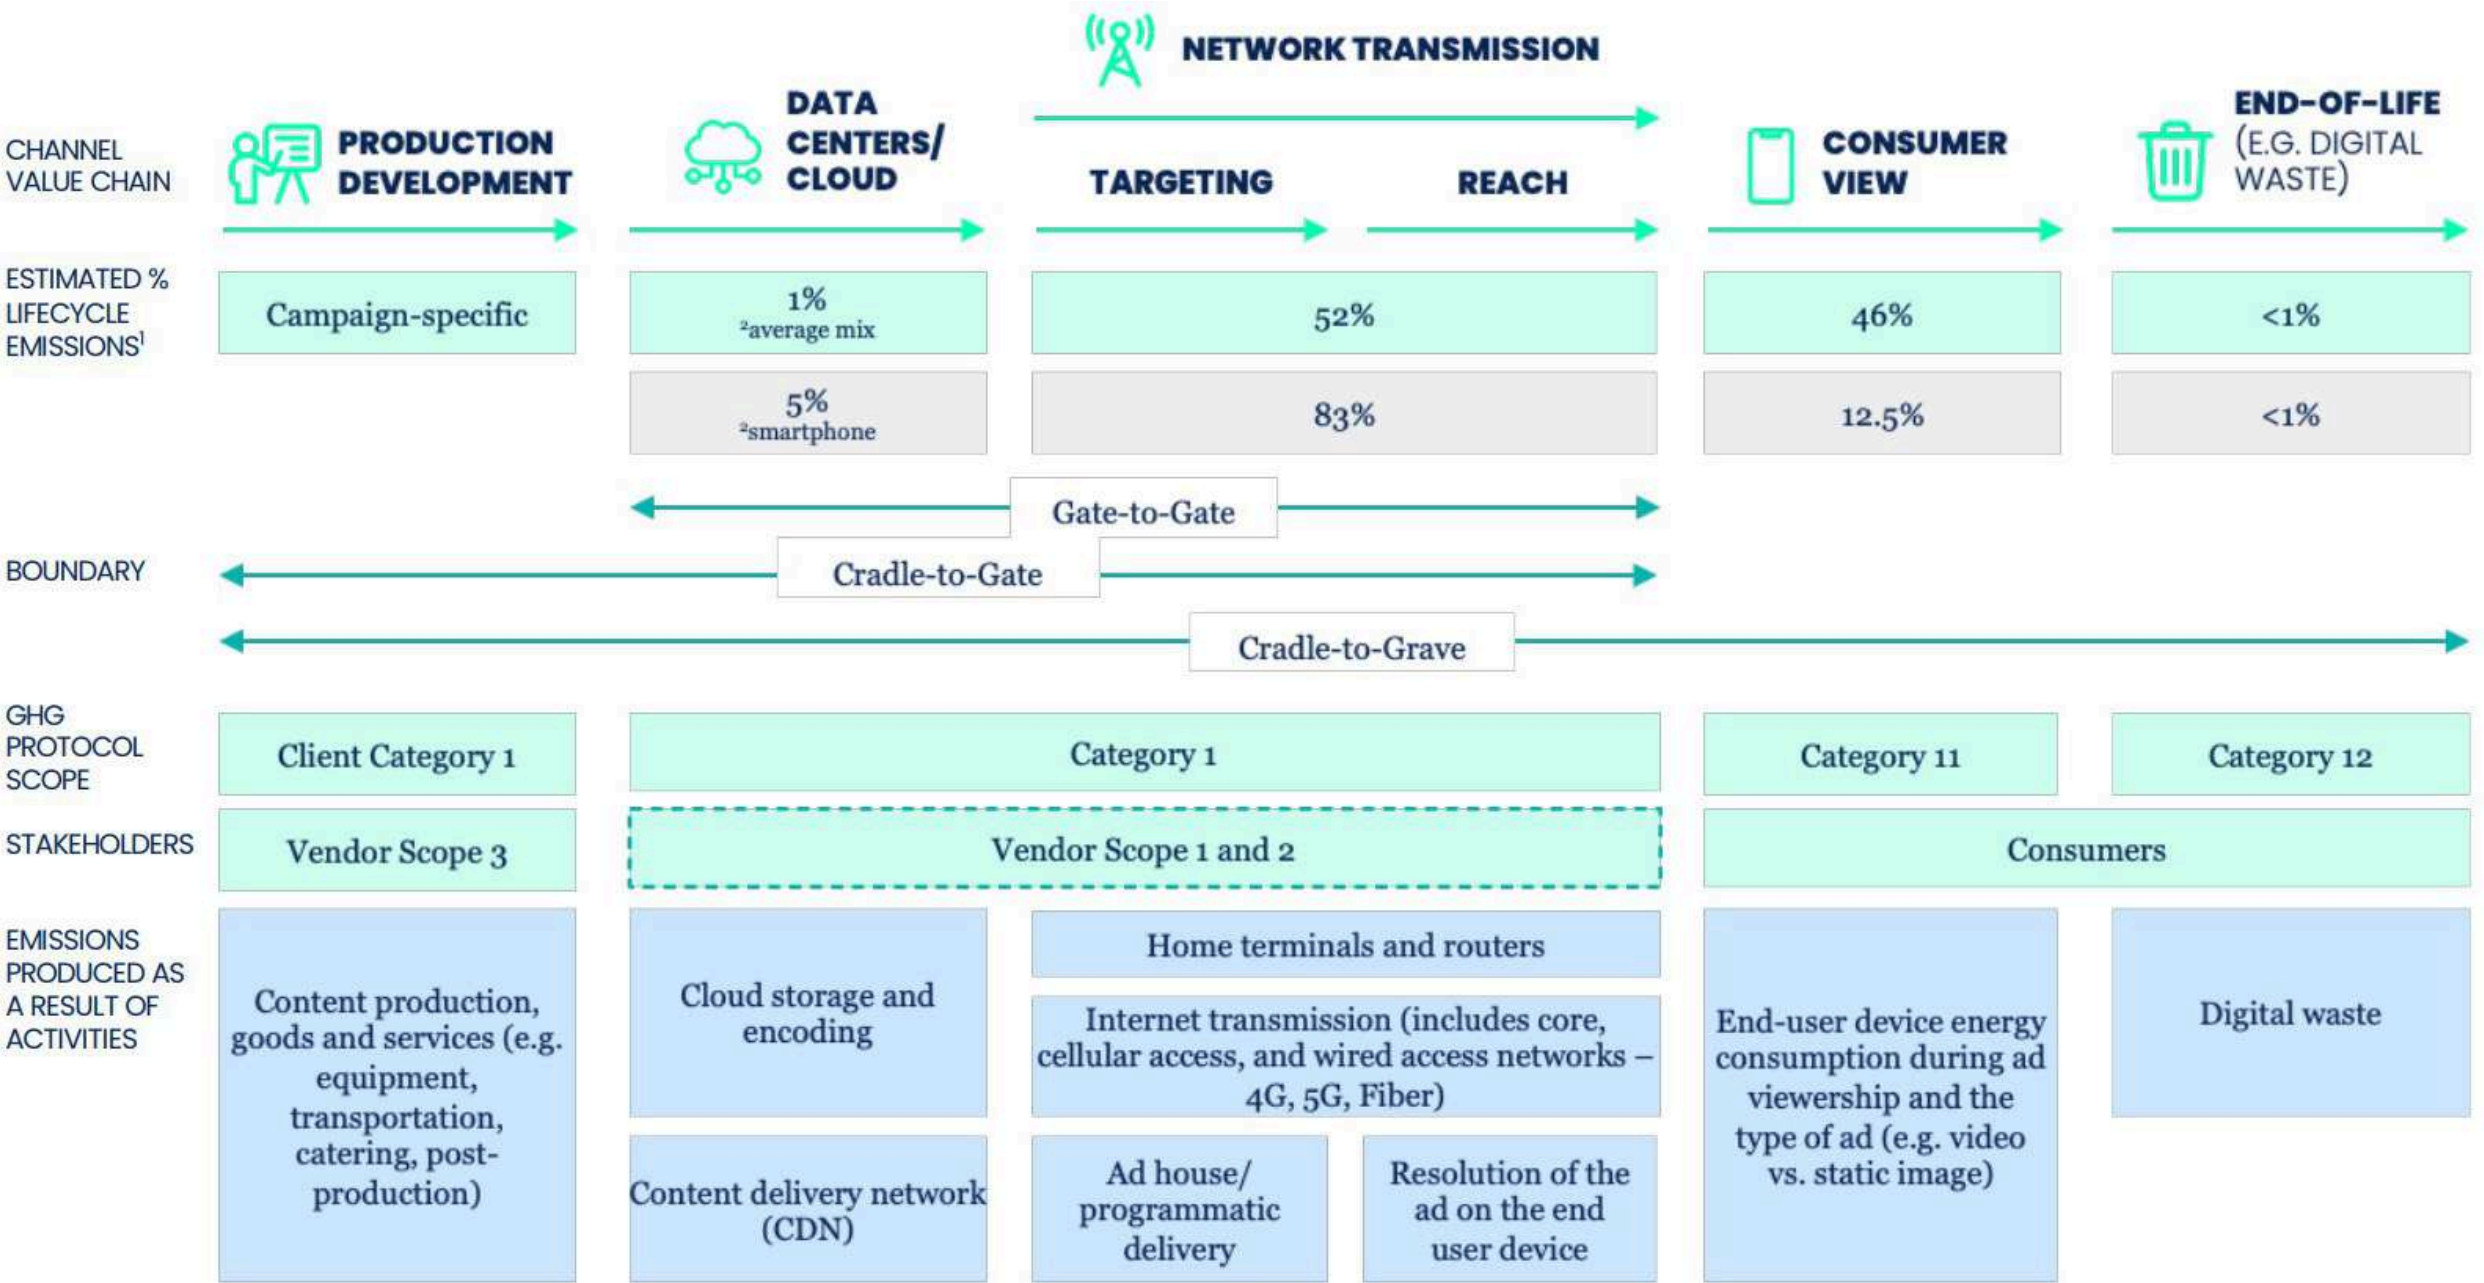 NETWORK TRANSMISSION
CHANNEL
VALUE CHAIN
PRODUCTION
DEVELOPMENT
DATA
CENTERS/
CLOUD
TARGETING
REACH
CONSUMER
VIEW
END-OF-LIFE
(E.G. DIGITAL
WASTE)
ESTIMATED %
LIFECYCLE
EMISSIONS¹
Campaign-specific
1%
²average mix
52%
46%
<1%
5%
²smartphone
83%
12.5%
<1%
BOUNDARY
Gate-to-Gate
Cradle-to-Gate
Cradle-to-Grave
GHG
PROTOCOL
SCOPE
Client Category 1
Category 1
Category 11
Category 12
STAKEHOLDERS
Vendor Scope 3
Vendor Scope 1 and 2
Consumers
EMISSIONS
PRODUCED AS
A RESULT OF
ACTIVITIES
Content production,
goods and services (e.g.
equipment,
transportation,
catering, post-
production)
Cloud storage and
encoding
Content delivery network
(CDN)
Home terminals and routers
Internet transmission (includes core,
cellular access, and wired access networks –
4G, 5G, Fiber)
Ad house/
programmatic
delivery
Resolution of the
ad on the end
user device
End-user device energy
consumption during ad
viewership and the
type of ad (e.g. video
vs. static image)
Digital waste